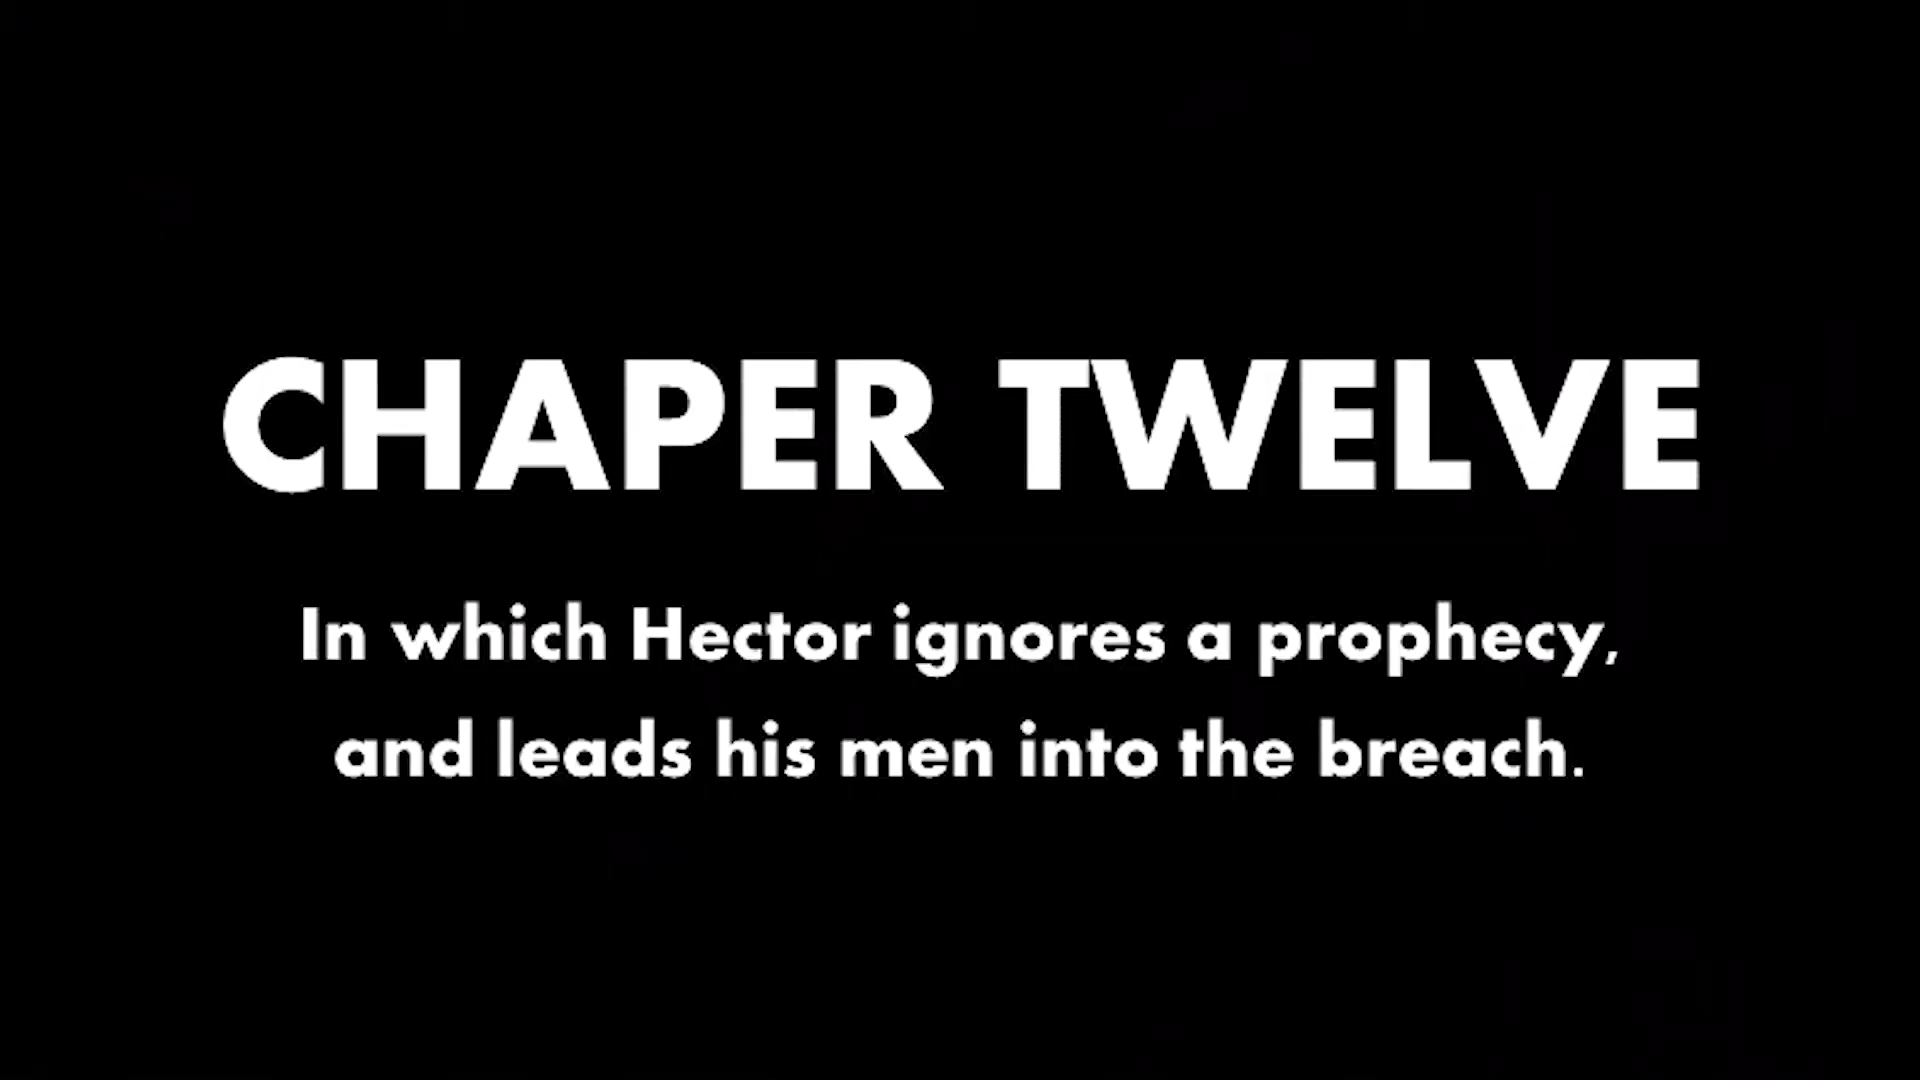 CHAPER TWELVE
In which Hector ignores a prophecy,
and leads his men into the breach.